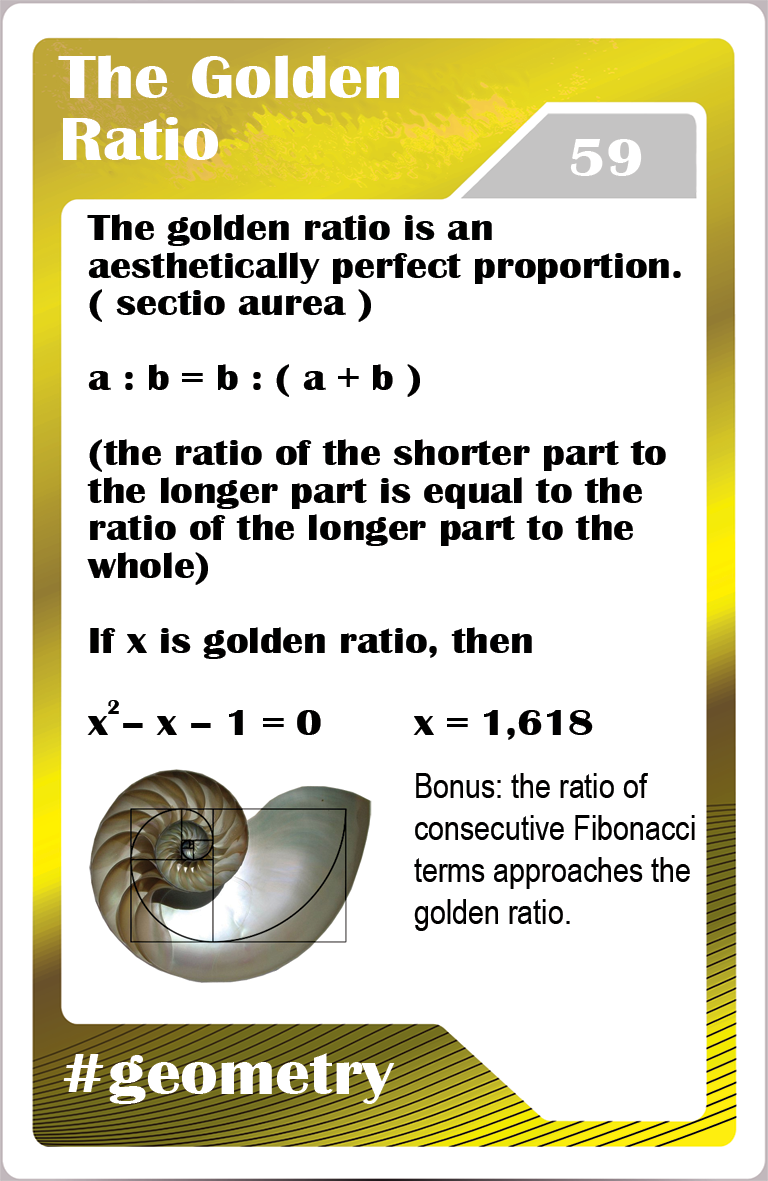 The Golden
Ratio
59
The golden ratio is an
aesthetically perfect proportion.
( sectio aurea )
a : b = b : ( a + b )
(the ratio of the shorter part to
the longer part is equal to the
ratio of the longer part to the
whole)
If x is golden ratio, then
x²– x – 1 = 0
x = 1,618
Bonus: the ratio of
consecutive Fibonacci
terms approaches the
golden ratio.
#geometry